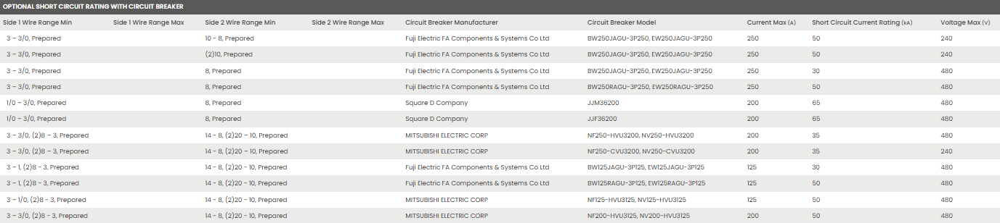 OPTIONAL SHORT CIRCUIT RATING WITH CIRCUIT BREAKER
Side 1 Wire Range Min Side 1 Wire Range Max Side 2 Wire Range Min Side 2 Wire Range Max Circuit Breaker Manufacturer Circuit Breaker Model Current Max (A) Short Circuit Current Rating (kA) Voltage Max (V)
3 – 3/0, Prepared 10 - 8, Prepared Fuji Electric FA Components & Systems Co Ltd BW250JAGU-3P250, EW250JAGU-3P250 250 50 240
3 – 3/0, Prepared (2)10, Prepared Fuji Electric FA Components & Systems Co Ltd BW250JAGU-3P250, EW250JAGU-3P250 250 50 240
3 – 3/0, Prepared 8, Prepared Fuji Electric FA Components & Systems Co Ltd BW250JAGU-3P250, EW250JAGU-3P250 250 30 480
3 – 3/0, Prepared 8, Prepared Fuji Electric FA Components & Systems Co Ltd BW250RAGU-3P250, EW250RAGU-3P250 250 50 480
1/0 – 3/0, Prepared 8, Prepared Square D Company JJM36200 200 65 480
1/0 – 3/0, Prepared 8, Prepared Square D Company JJF36200 200 65 480
3 – 3/0, (2)8 – 3, Prepared 14 - 8, (2)20 – 10, Prepared MITSUBISHI ELECTRIC CORP NF250-HVU3200, NV250-HVU3200 200 35 480
3 – 3/0, (2)8 – 3, Prepared 14 - 8, (2)20 – 10, Prepared MITSUBISHI ELECTRIC CORP NF250-CVU3200, NV250-CVU3200 200 35 240
3 – 1, (2)8 - 3, Prepared 14 - 8, (2)20 - 10, Prepared Fuji Electric FA Components & Systems Co Ltd BW125JAGU-3P125, EW125JAGU-3P125 125 30 480
3 – 1, (2)8 - 3, Prepared 14 - 8, (2)20 - 10, Prepared Fuji Electric FA Components & Systems Co Ltd BW125RAGU-3P125, EW125RAGU-3P125 125 50 480
3 – 1/0, (2)8 - 3, Prepared 14 - 8, (2)20 - 10, Prepared MITSUBISHI ELECTRIC CORP NF125-HVU3125, NV125-HVU3125 125 50 480
3 – 3/0, (2)8 - 3, Prepared 14 - 8, (2)20 - 10, Prepared MITSUBISHI ELECTRIC CORP NF200-HVU3125, NV200-HVU3125 200 50 480